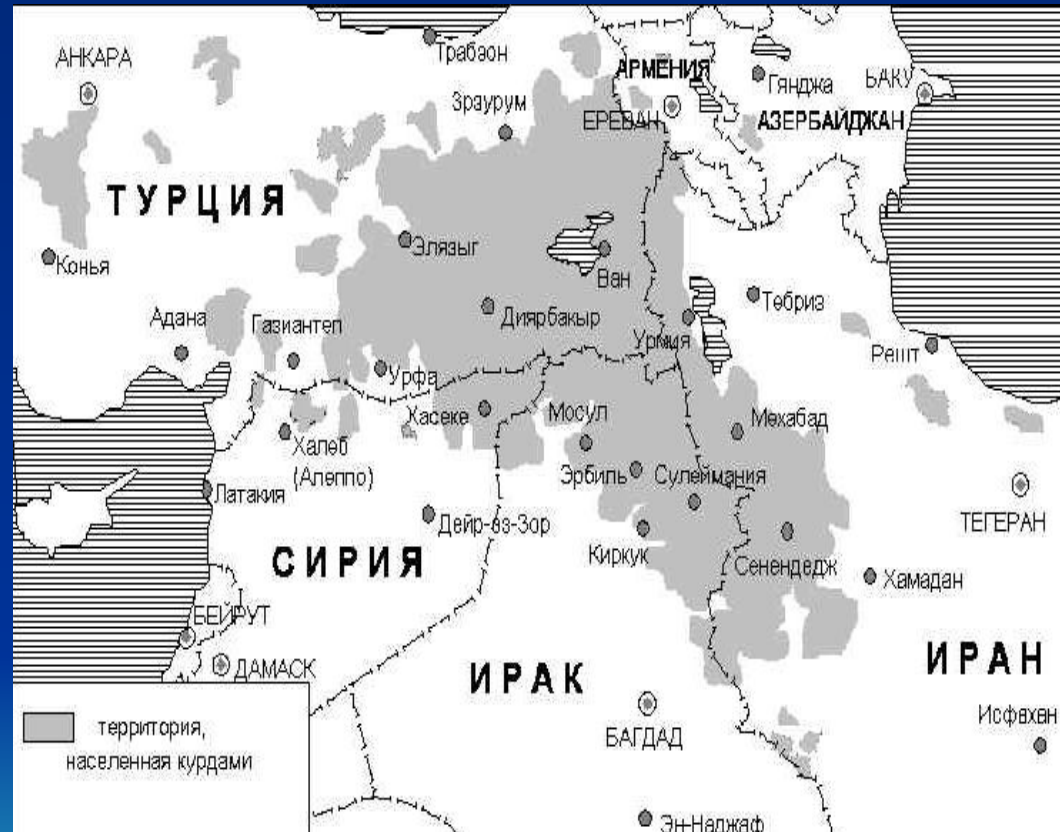 АНКАРА
Трабаон
АРМЕНИЯ
Гянджа
БАКУ
Зраурум
ЕРЕВАН
АЗЕРБАЙДЖАН
ТУРЦИЯ
Элязыг
Конья
Ван
Адана
Газиантеп
Диярбакыр
Тебриз
Урмия
Решт
Урфа
Хасеке
Мосул
Мехабад
Халеб
(Алеппо)
Эрбиль
Сулеймания
Латакия
Дейр-эз-Зор
ТЕГЕРАН
Киркук
Сенендедж
СИРИЯ
Хамадан
БЕЙРУТ
ДАМАСК
ИРАК
ИРАН
Исфахан
БАГДАД
территория,
населенная курдами
Эн-Наджаф